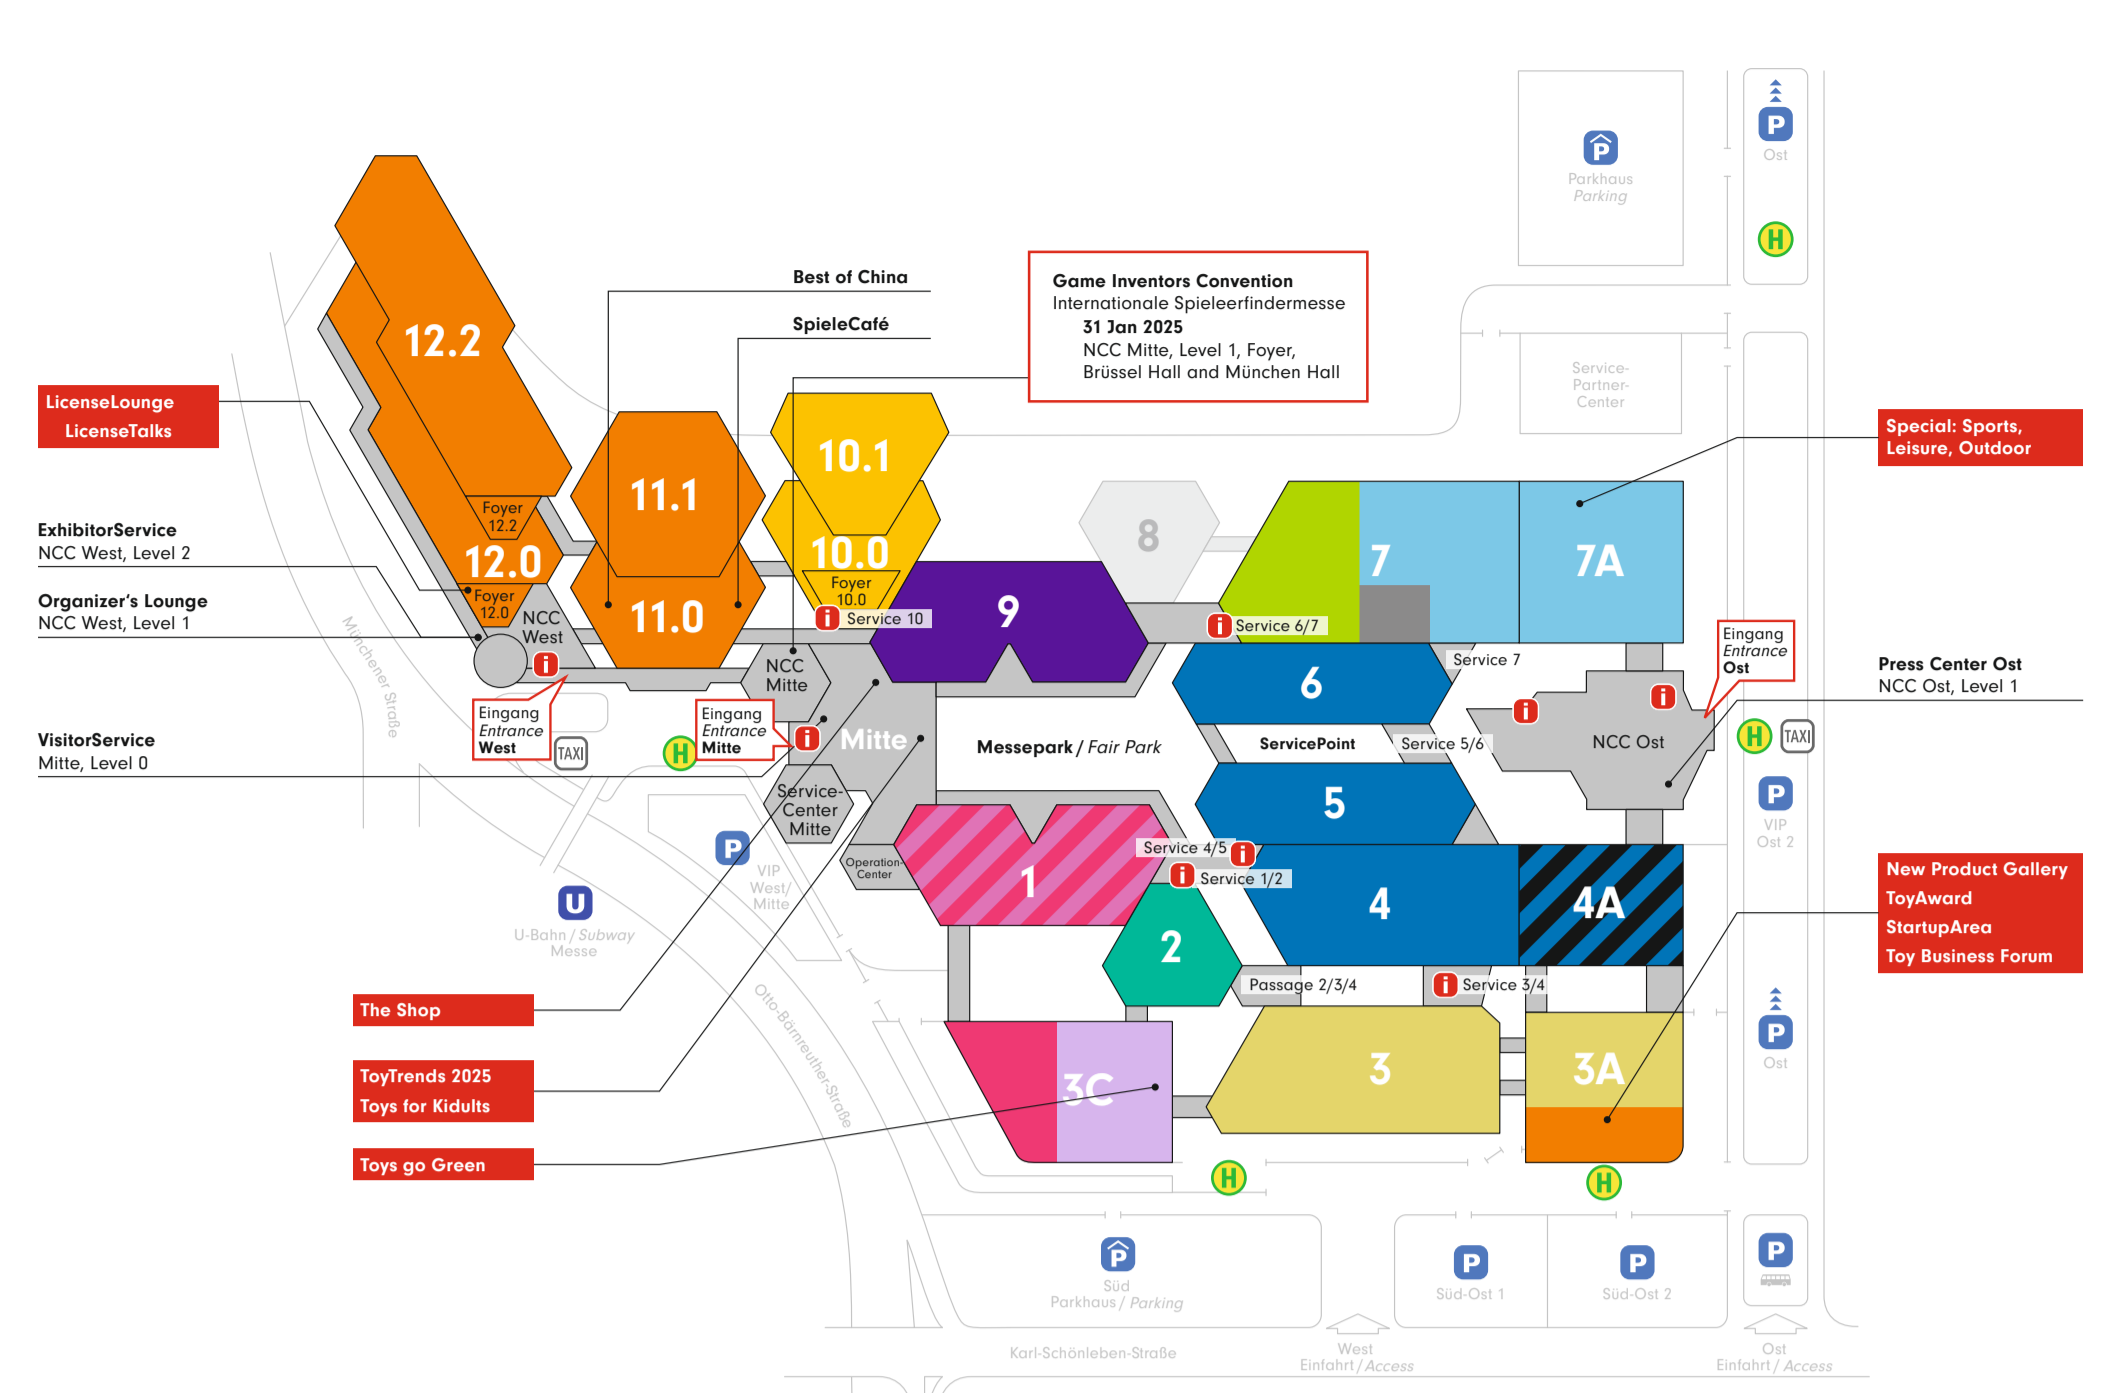 P
Ost
P
Parkhaus
Parking
H
Best of China
SpieleCafé
Game Inventors Convention
Internationale Spieleerfindermesse
31 Jan 2025
NCC Mitte, Level 1, Foyer,
Brüssel Hall and München Hall
12.2
Service-
Partner-
Center
LicenseLounge
LicenseTalks
Special: Sports,
Leisure, Outdoor
10.1
11.1
Foyer
12.2
8
ExhibitorService
NCC West, Level 2
12.0
10.0
7
7A
Foyer
10.0
Foyer
12.0
Organizer's Lounge
NCC West, Level 1
NCC
West
11.0
i
Service 10
9
i
Service 6/7
Münchener Straße
i
NCC
Mitte
6
Service 7
Eingang
Entrance
Ost
Press Center Ost
NCC Ost, Level 1
i
i
Eingang
Entrance
West
TAXI
H
Eingang
Entrance
Mitte
i
Mitte
Messepark / Fair Park
ServicePoint
Service 5/6
NCC Ost
H
TAXI
VisitorService
Mitte, Level 0
Service-
Center
Mitte
5
P
VIP
Ost 2
P
VIP
West/
Mitte
Operation-
Center
1
Service 4/5
i
i
Service 1/2
4
4A
New Product Gallery
ToyAward
StartupArea
Toy Business Forum
U
U-Bahn / Subway
Messe
2
Passage 2/3/4
i
Service 3/4
The Shop
Otto-Bärnreuther-Straße
P
Ost
ToyTrends 2025
Toys for Kidults
3C
3
3A
Toys go Green
H
H
P
Süd
Parkhaus / Parking
P
Süd-Ost 1
P
Süd-Ost 2
P
Karl-Schönleben-Straße
West
Einfahrt / Access
Ost
Einfahrt / Access